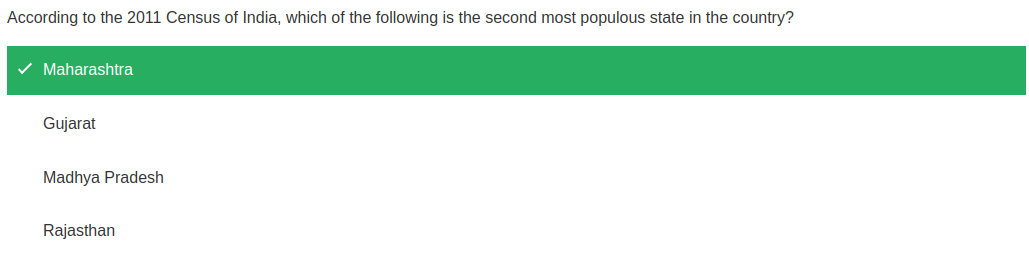 According to the 2011 Census of India, which of the following is the second most populous state in the country?
Maharashtra
Gujarat
Madhya Pradesh
Rajasthan